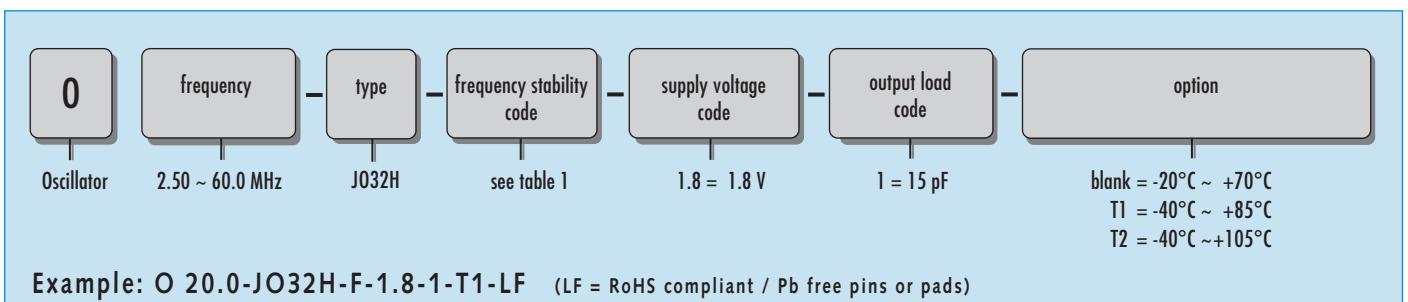 O
frequency
–
type
–
frequency stability
code
–
supply voltage
code
–
output load
code
–
option
Oscillator
2.50 ~ 60.0 MHz
JO32H
see table 1
1.8 = 1.8 V
1 = 15 pF
blank = -20°C ~ +70°C
T1 = -40°C ~ +85°C
T2 = -40°C ~+105°C
Example: O 20.0-JO32H-F-1.8-1-T1-LF (LF = RoHS compliant / Pb free pins or pads)